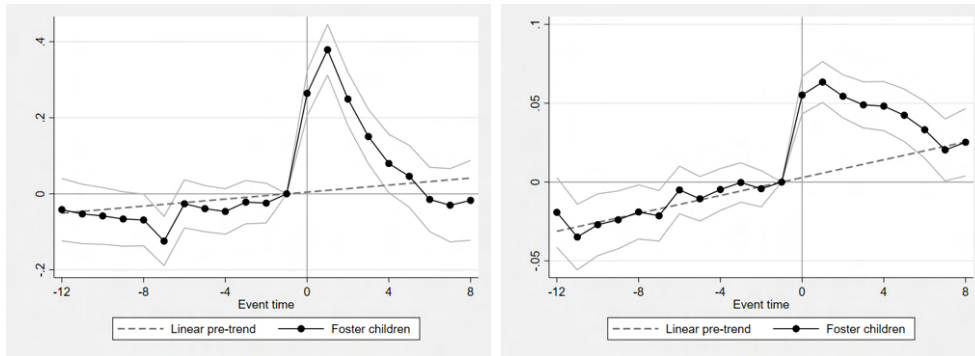 .4
.2
0
-.2
-12 -8 -4 0 4 8
Event time
Linear pre-trend Foster children
.1
.05
0
-.05
-12 -8 -4 0 4 8
Event time
Linear pre-trend Foster children